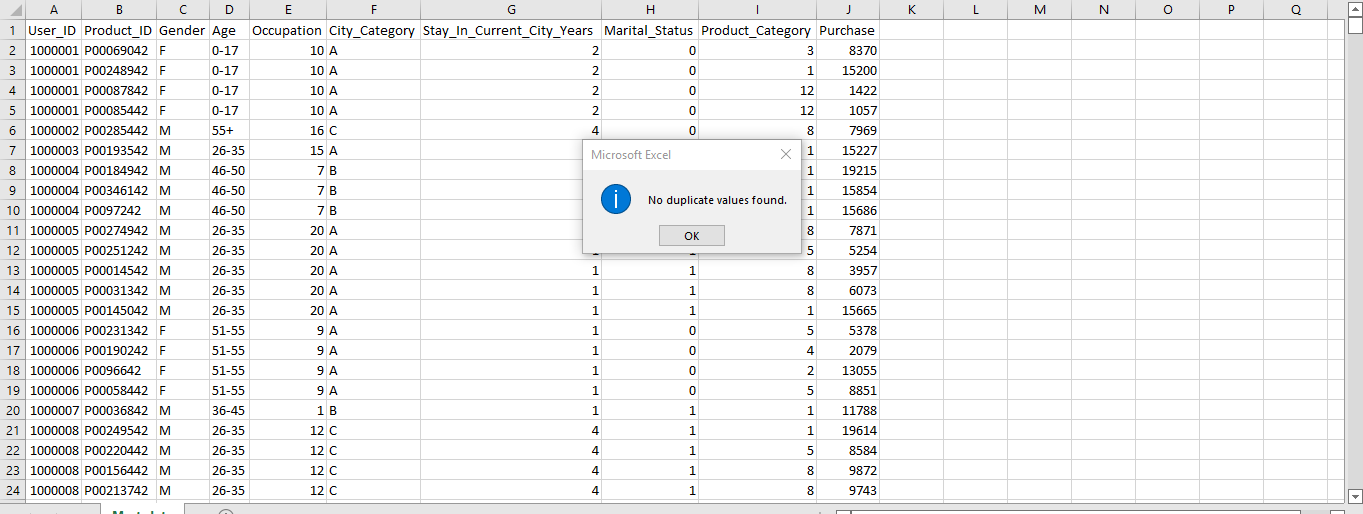 A B C D E F G H I J K L M N O P Q
1 User_ID Product_ID Gender Age Occupation City_Category Stay_In_Current_City_Years Marital_Status Product_Category Purchase
2 1000001 P00069042 F 0-17 10 A 2 0 3 8370
3 1000001 P00248942 F 0-17 10 A 2 0 1 15200
4 1000001 P00087842 F 0-17 10 A 2 0 12 1422
5 1000001 P00085442 F 0-17 10 A 2 0 12 1057
6 1000002 P00285442 M 55+ 16 C 4 0 8 7969
7 1000003 P00193542 M 26-35 15 A 1 15227
Microsoft Excel
8 1000004 P00184942 M 46-50 7 B 1 19215
9 1000004 P00346142 M 46-50 7 B 1 15854
No duplicate values found.
10 1000004 P0097242 M 46-50 7 B 1 15686
11 1000005 P00274942 M 26-35 20 A 8 7871
OK
12 1000005 P00251242 M 26-35 20 A 5 5254
13 1000005 P00014542 M 26-35 20 A 1 1 8 3957
14 1000005 P00031342 M 26-35 20 A 1 1 8 6073
15 1000005 P00145042 M 26-35 20 A 1 1 1 15665
16 1000006 P00231342 F 51-55 9 A 1 0 5 5378
17 1000006 P00190242 F 51-55 9 A 1 0 4 2079
18 1000006 P0096642 F 51-55 9 A 1 0 2 13055
19 1000006 P00058442 F 51-55 9 A 1 0 5 8851
20 1000007 P00036842 M 36-45 1 B 1 1 1 11788
21 1000008 P00249542 M 26-35 12 C 4 1 1 19614
22 1000008 P00220442 M 26-35 12 C 4 1 5 8584
23 1000008 P00156442 M 26-35 12 C 4 1 8 9872
24 1000008 P00213742 M 26-35 12 C 4 1 8 9743